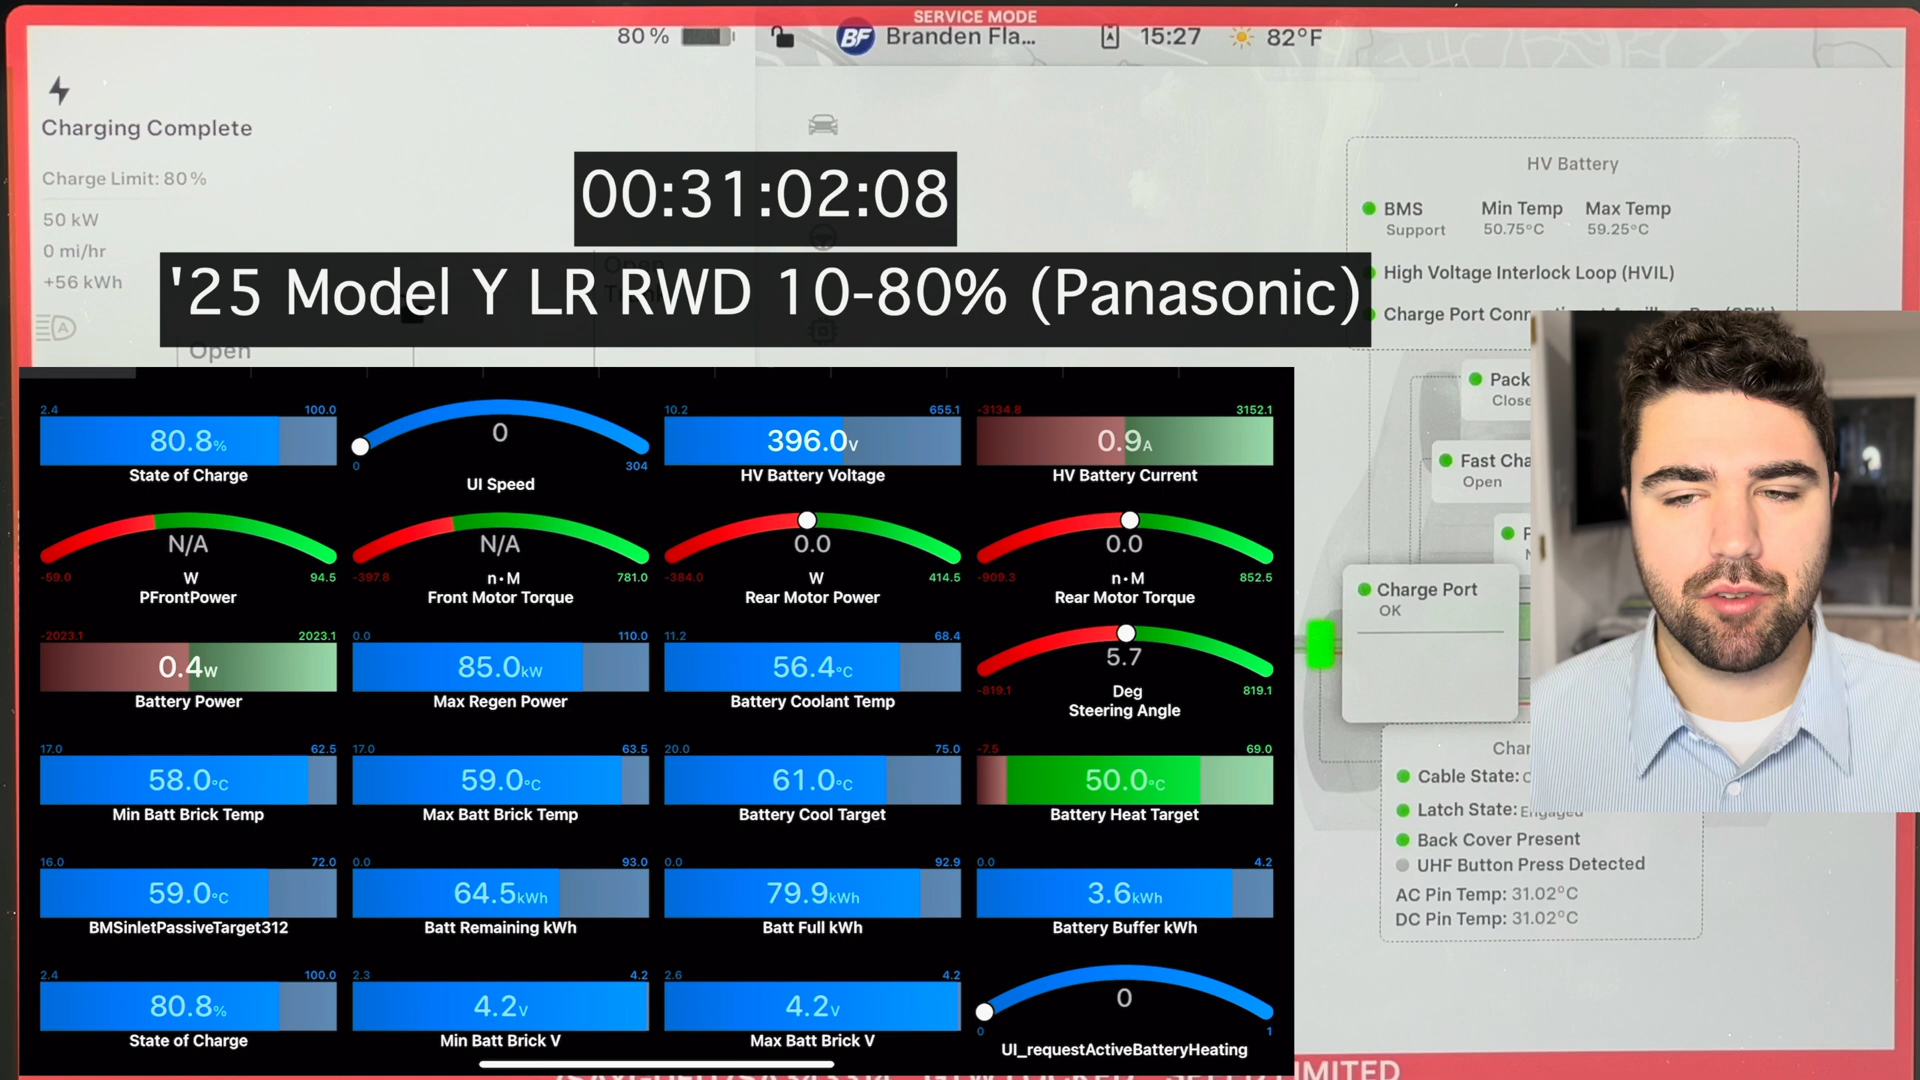 SERVICE MODE
80 % BF Branden Fla... 15:27 82°F
Charging Complete
Charge Limit: 80 %
50 kW
0 mi/hr
+56 kWh
Open
00:31:02:08
'25 Model Y LR RWD 10-80% (Panasonic)
HV Battery
BMS Min Temp Max Temp
Support 50.75°C 59.25°C
High Voltage Interlock Loop (HVIL)
Charge Port
Pack
Fast Cha
Open
Charge Port
OK
Cable State:
Latch State: Engaged
Back Cover Present
UHF Button Press Detected
AC Pin Temp: 31.02°C
DC Pin Temp: 31.02°C
2.4 100.0
80.8%
State of Charge
0
0 304
UI Speed
10.2 655.1
396.0V
HV Battery Voltage
-3134.8 3152.1
0.9A
HV Battery Current
N/A
-59.0 W 94.5
PFrontPower
N/A
-397.8 n•M 781.0
Front Motor Torque
0.0
-384.0 W 414.5
Rear Motor Power
0.0
-909.3 n•M 852.5
Rear Motor Torque
-2023.1 2023.1
0.4W
Battery Power
0.0 110.0
85.0kW
Max Regen Power
11.2 68.4
56.4°C
Battery Coolant Temp
5.7
-819.1 Deg 819.1
Steering Angle
17.0 62.5
58.0°C
Min Batt Brick Temp
17.0 63.5
59.0°C
Max Batt Brick Temp
20.0 75.0
61.0°C
Battery Cool Target
-7.5 69.0
50.0°C
Battery Heat Target
16.0 72.0
59.0°C
BMSinletPassiveTarget312
0.0 93.0
64.5kWh
Batt Remaining kWh
0.0 92.9
79.9kWh
Batt Full kWh
0.0 4.2
3.6kWh
Battery Buffer kWh
2.4 100.0
80.8%
State of Charge
2.3 4.2
4.2V
Min Batt Brick V
2.6 4.2
4.2V
Max Batt Brick V
0
0 1
UI_requestActiveBatteryHeating